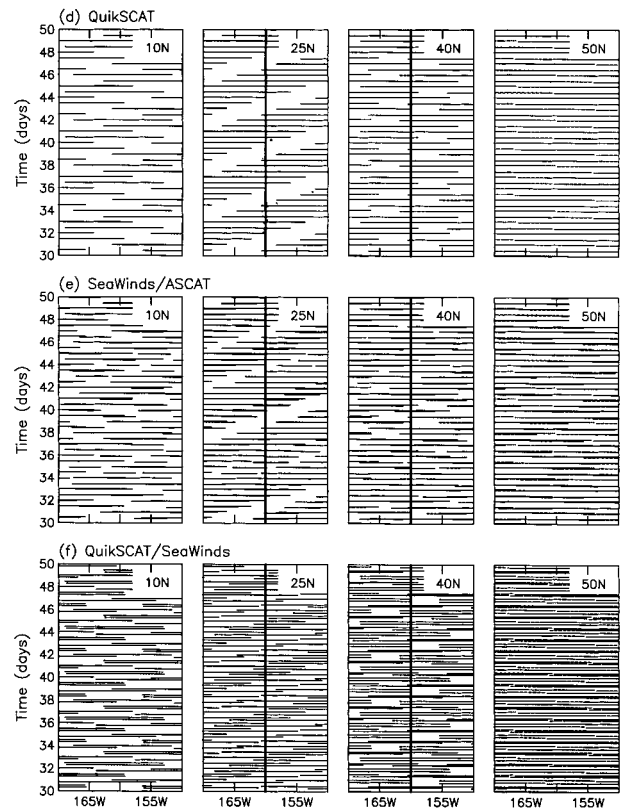 (d) QuikSCAT
50
48
46
44
42
40
38
36
34
32
30
Time (days)
10N
25N
40N
50N
(e) SeaWinds/ASCAT
50
48
46
44
42
40
38
36
34
32
30
Time (days)
10N
25N
40N
50N
(f) QuikSCAT/SeaWinds
50
48
46
44
42
40
38
36
34
32
30
Time (days)
10N
25N
40N
50N
165W 155W 165W 155W 165W 155W 165W 155W